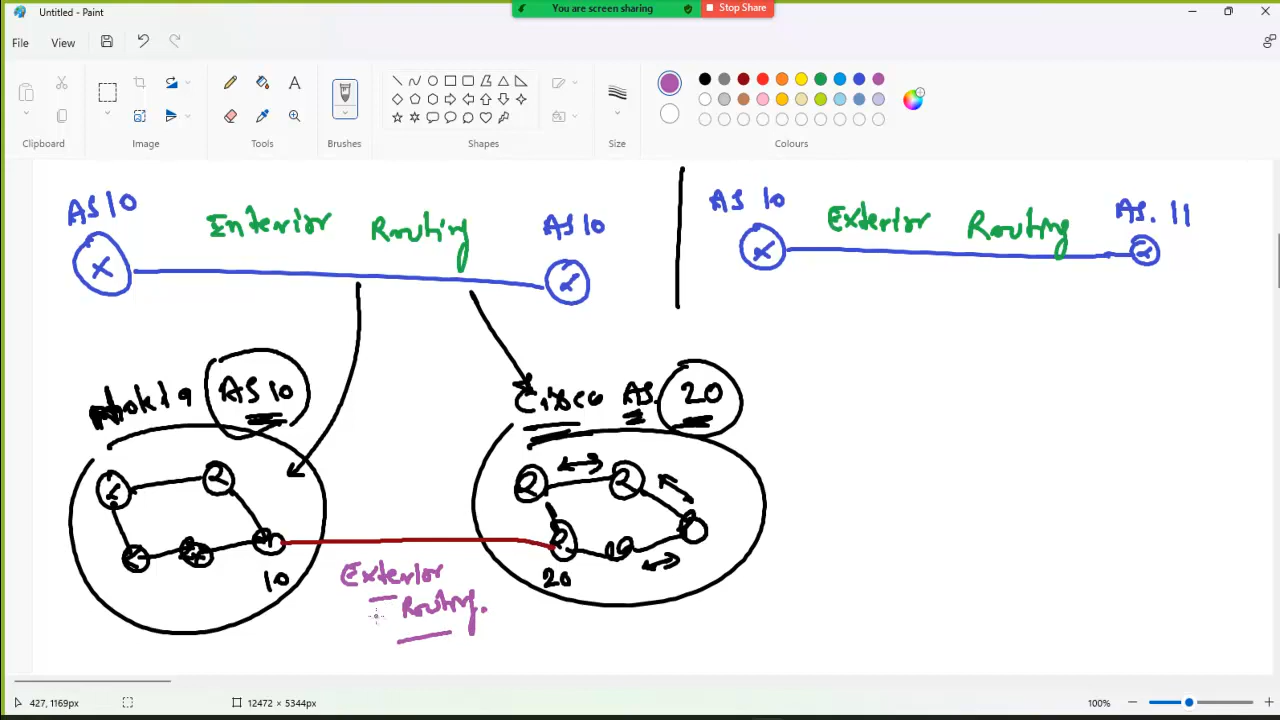 Untitled - Paint
You are screen sharing
Stop Share
File
View
Clipboard
Image
Tools
Brushes
Shapes
Size
Colours
AS 10
Enterior Routing
AS 10
AS 10
Exterior Routing
AS. 11
AS 10
Cisco AS. 20
10
20
Exterior
Routing.
427, 1169px
12472 × 5344px
100%